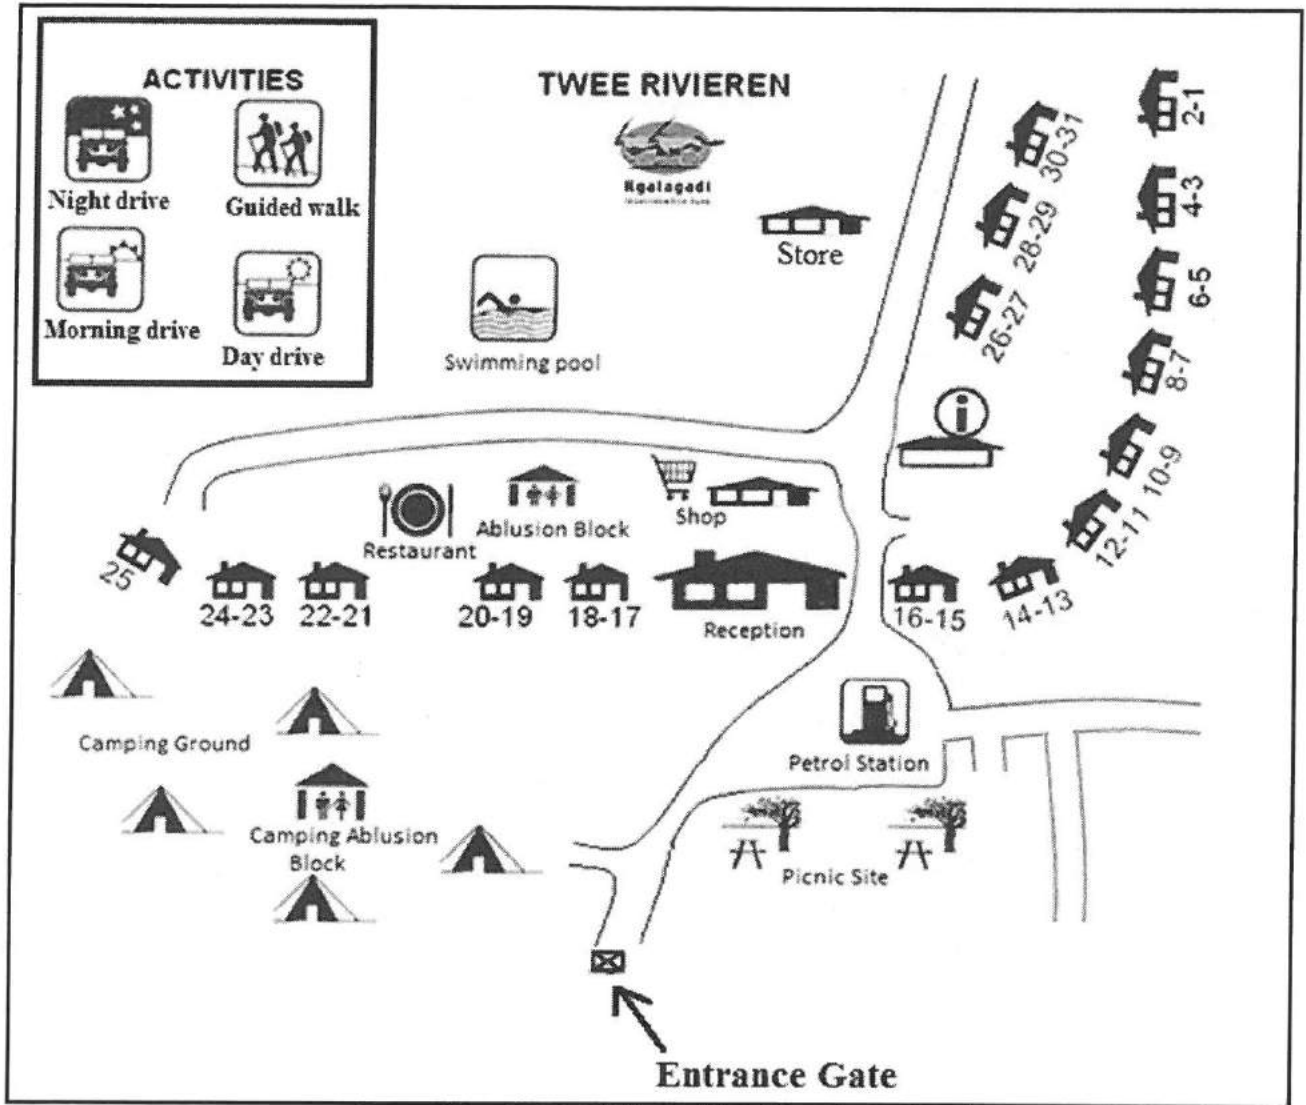 ACTIVITIES
Night drive
Guided walk
Morning drive
Day drive
TWEE RIVIEREN
Kgalagadi
Store
Swimming pool
30-31
2-1
28-29
4-3
26-27
6-5
8-7
i
10-9
12-11
Restaurant
Ablusion Block
Shop
25
24-23
22-21
20-19
18-17
Reception
16-15
14-13
Camping Ground
Petrol Station
Camping Ablusion
Block
Picnic Site
Entrance Gate